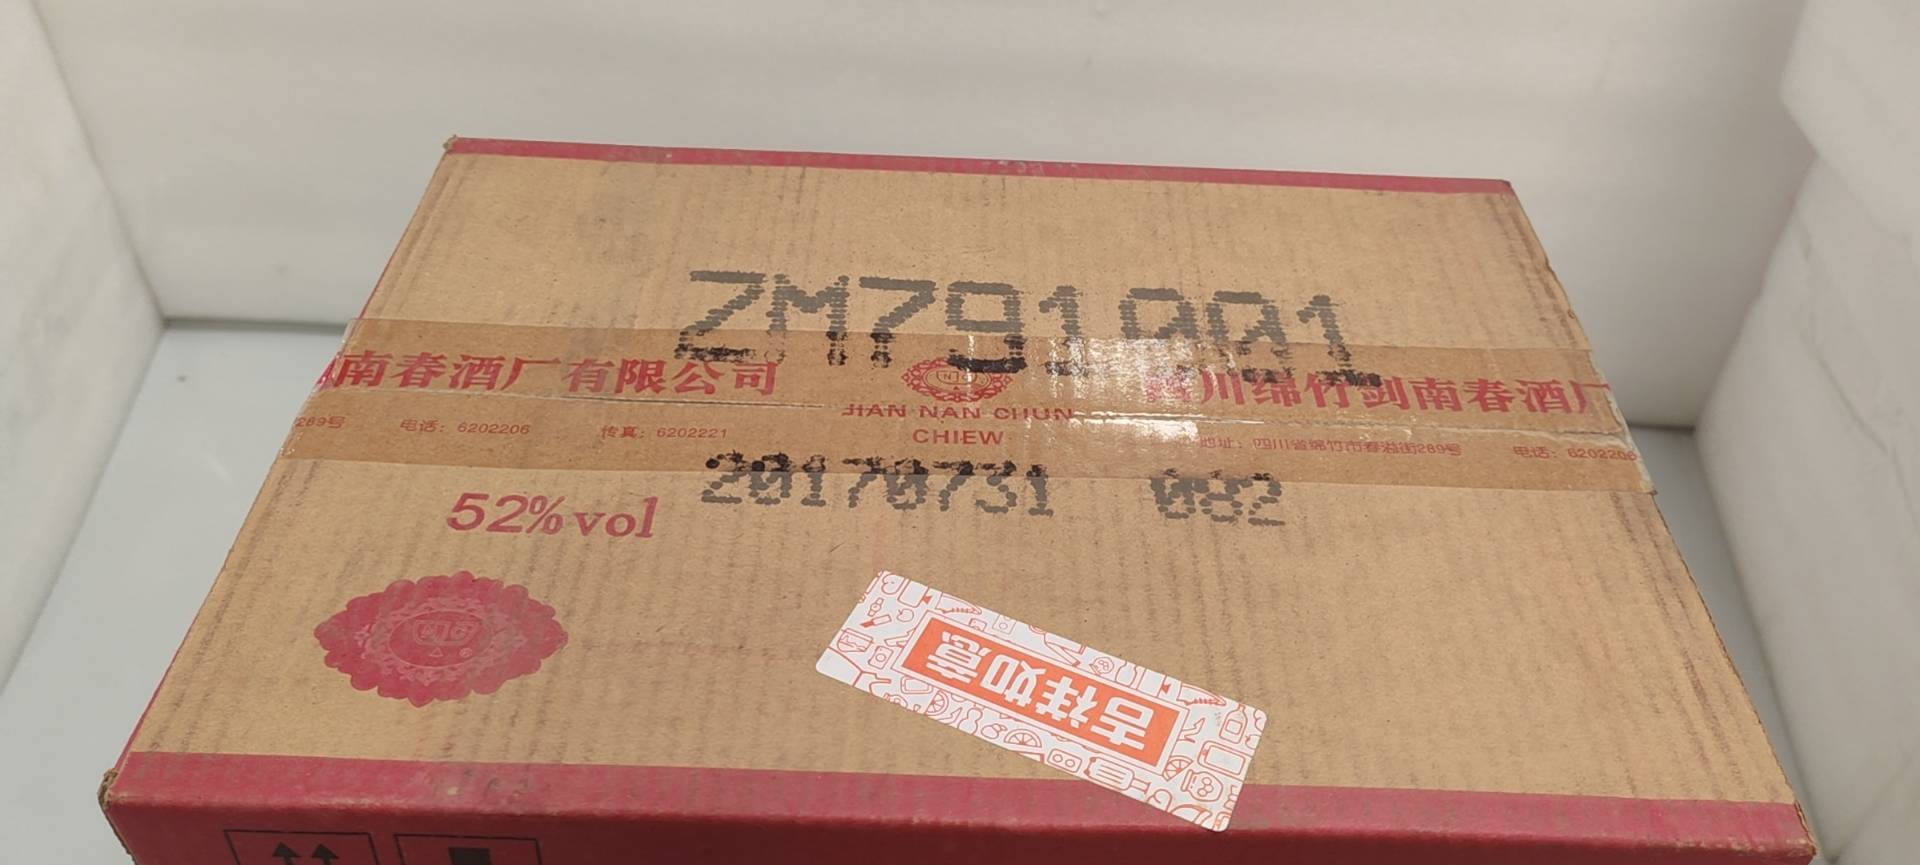 ZM791001
南春酒厂有限公司
川绵竹剑南春酒厂
JIAN NAN CHUN
CHIEW
289号 电话：6202206 传真：6202221
地址：四川省绵竹市春溢街289号 电话：6202206
20170731 082
52%vol
吉祥如意